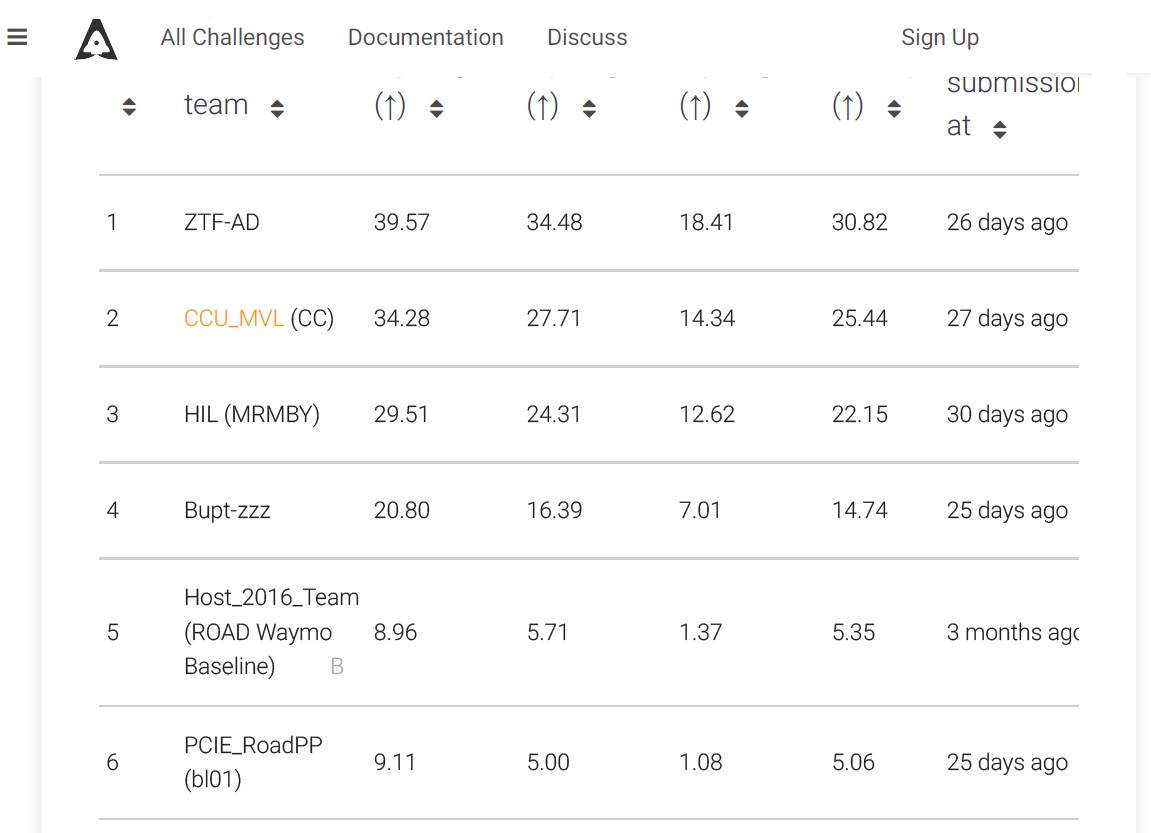 All Challenges Documentation Discuss Sign Up
submission
team (↑) (↑) (↑) (↑)
at
1 ZTF-AD 39.57 34.48 18.41 30.82 26 days ago
2 CCU_MVL (CC) 34.28 27.71 14.34 25.44 27 days ago
3 HIL (MRMBY) 29.51 24.31 12.62 22.15 30 days ago
4 Bupt-zzz 20.80 16.39 7.01 14.74 25 days ago
Host_2016_Team
5 (ROAD Waymo 8.96 5.71 1.37 5.35 3 months ago
Baseline) B
PCIE_RoadPP
6 9.11 5.00 1.08 5.06 25 days ago
(bl01)